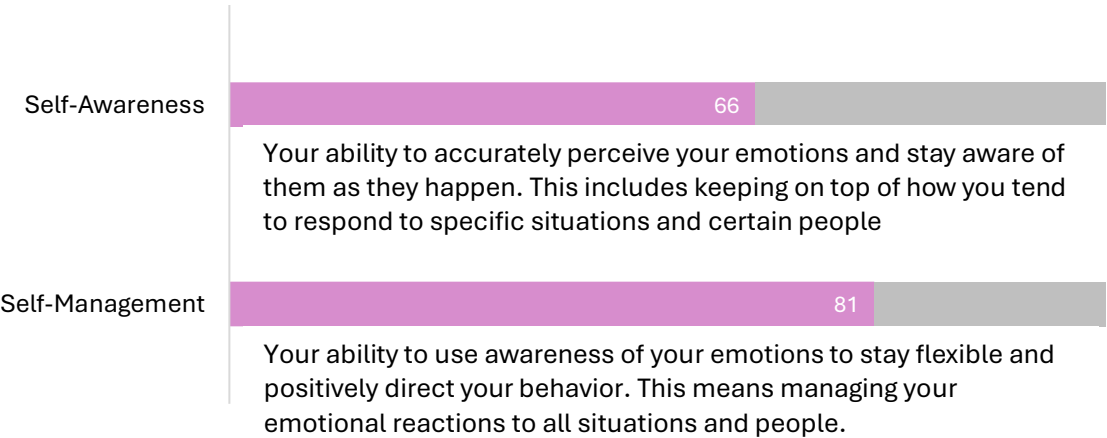 Self-Awareness
66
Your ability to accurately perceive your emotions and stay aware of
them as they happen. This includes keeping on top of how you tend
to respond to specific situations and certain people
Self-Management
81
Your ability to use awareness of your emotions to stay flexible and
positively direct your behavior. This means managing your
emotional reactions to all situations and people.